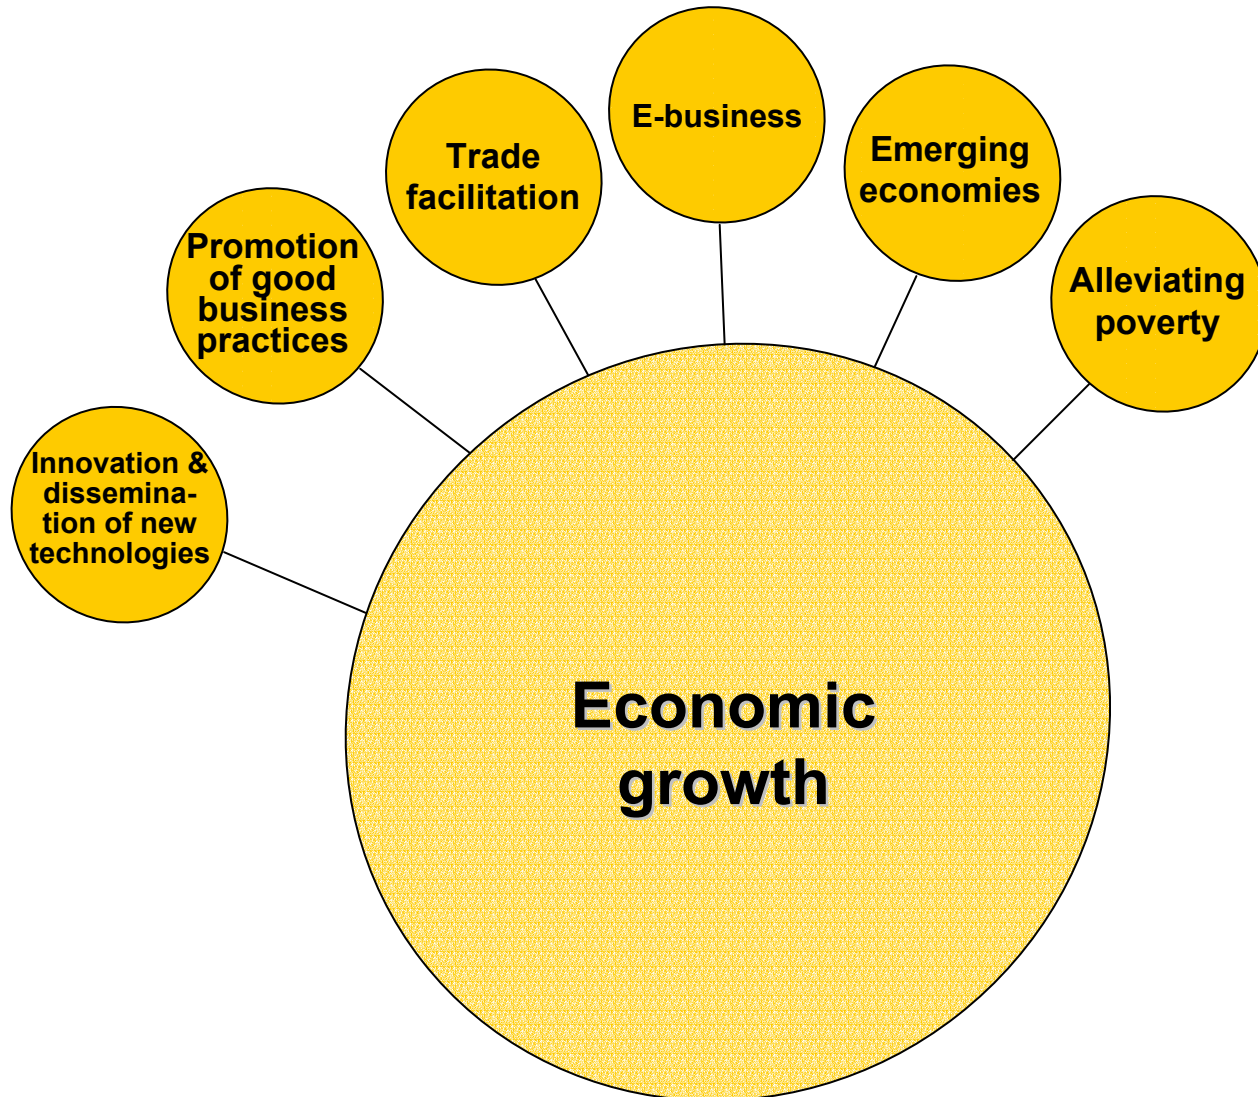 E-business
Trade
facilitation
Emerging
economies
Promotion
of good
business
practices
Alleviating
poverty
Innovation &
dissemina-
tion of new
technologies
Economic
growth